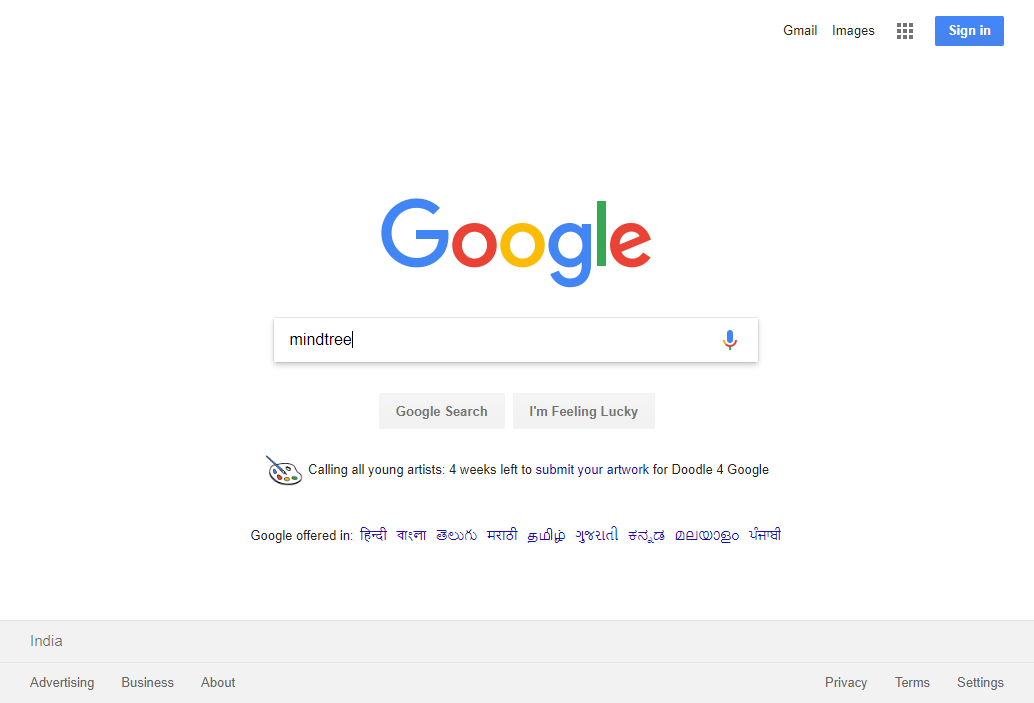 Gmail Images Sign in
Google
mindtree
Google Search I'm Feeling Lucky
Calling all young artists: 4 weeks left to submit your artwork for Doodle 4 Google
Google offered in: हिन्दी বাংলা తెలుగు मराठी தமிழ் ગુજરાતી ಕನ್ನಡ മലയാളം ਪੰਜਾਬੀ
India
Advertising Business About Privacy Terms Settings